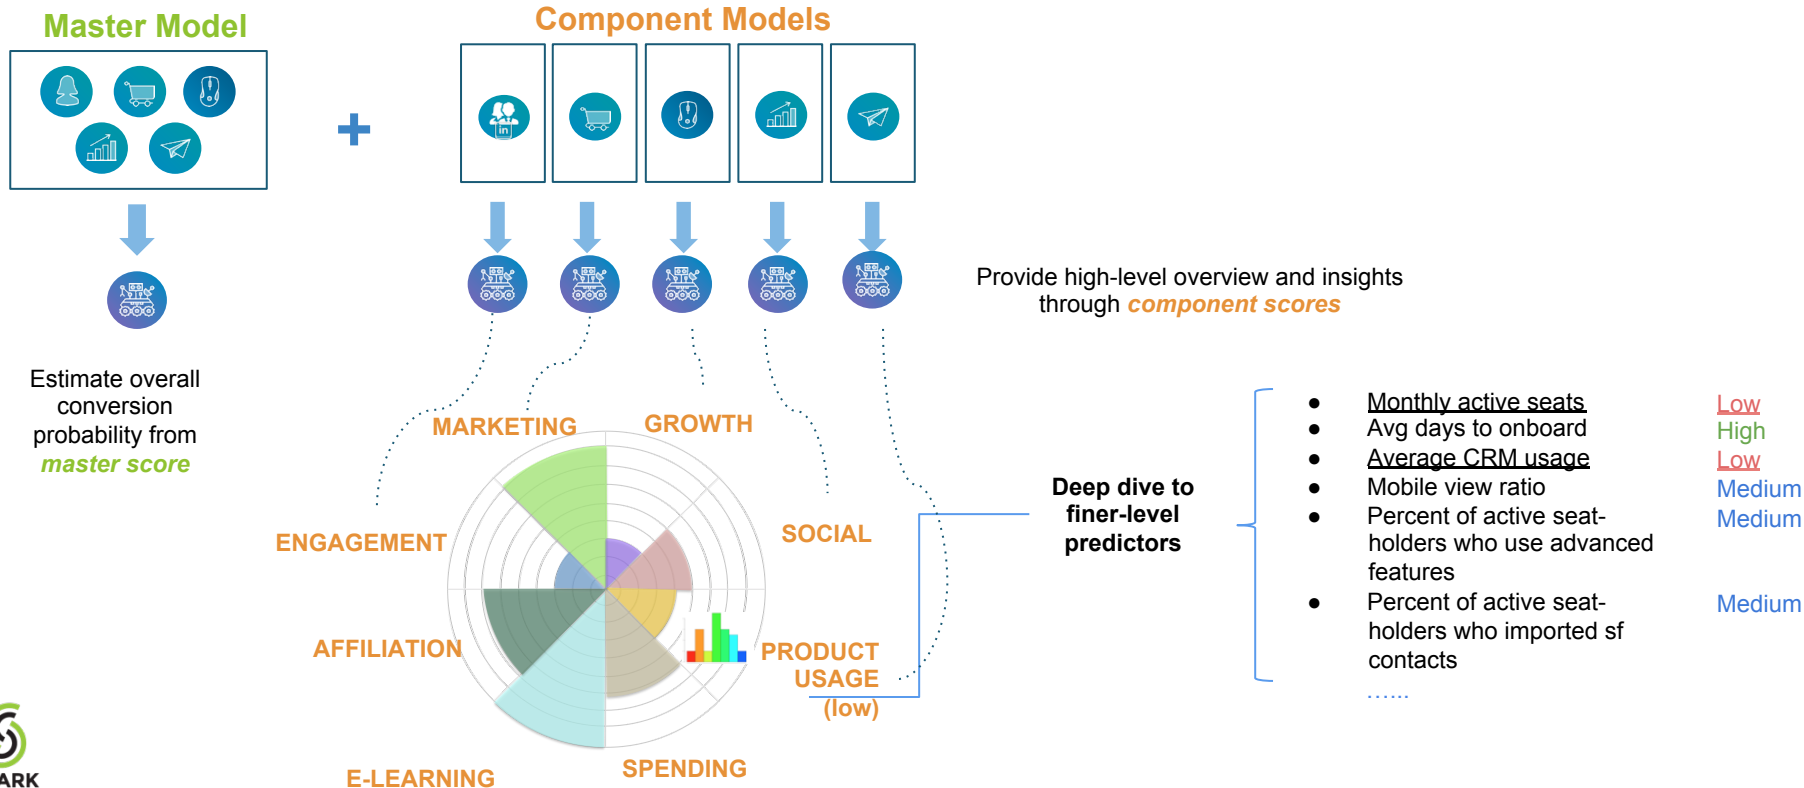 Master Model
Component Models
in
Provide high-level overview and insights
through component scores
Estimate overall
conversion
probability from
master score
MARKETING
GROWTH
ENGAGEMENT
SOCIAL
AFFILIATION
PRODUCT
USAGE
(low)
E-LEARNING
SPENDING
Deep dive to
finer-level
predictors
● Monthly active seats Low
● Avg days to onboard High
● Average CRM usage Low
● Mobile view ratio Medium
● Percent of active seat- Medium
holders who use advanced
features
● Percent of active seat- Medium
holders who imported sf
contacts
…...
ARK